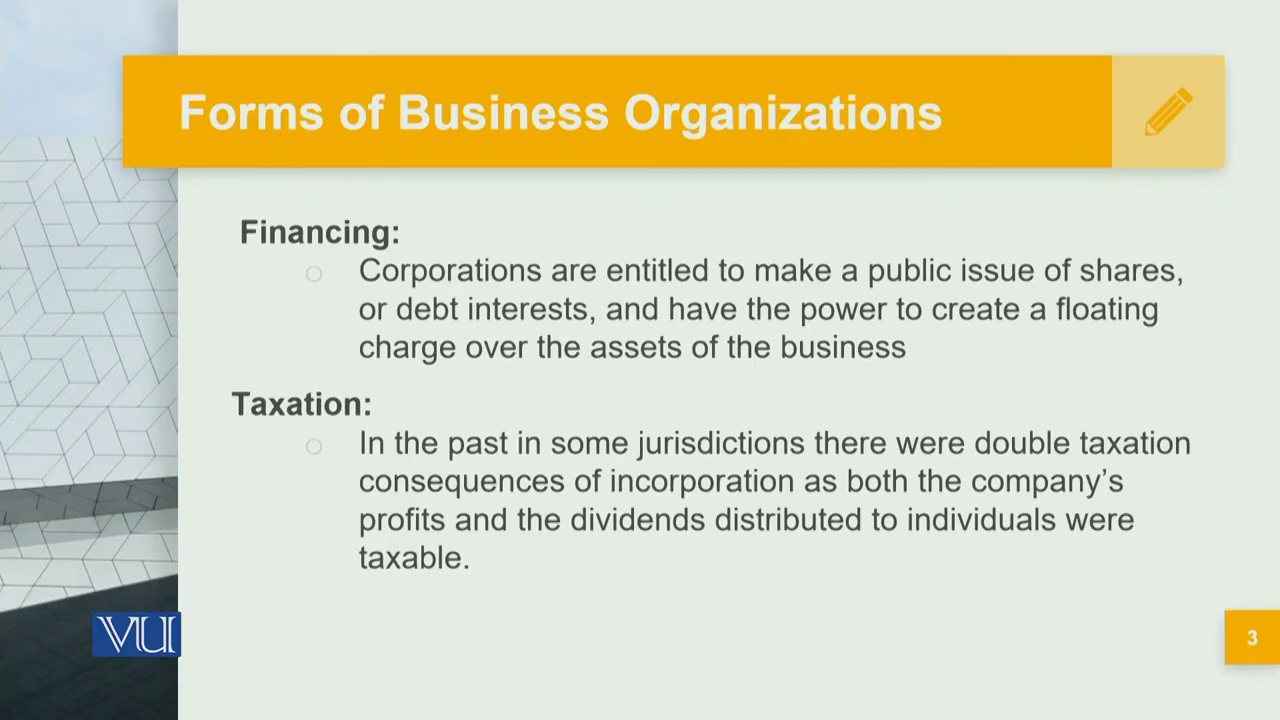 Forms of Business Organizations
Financing:
Corporations are entitled to make a public issue of shares,
or debt interests, and have the power to create a floating
charge over the assets of the business
Taxation:
In the past in some jurisdictions there were double taxation
consequences of incorporation as both the company’s
profits and the dividends distributed to individuals were
taxable.
VU
3